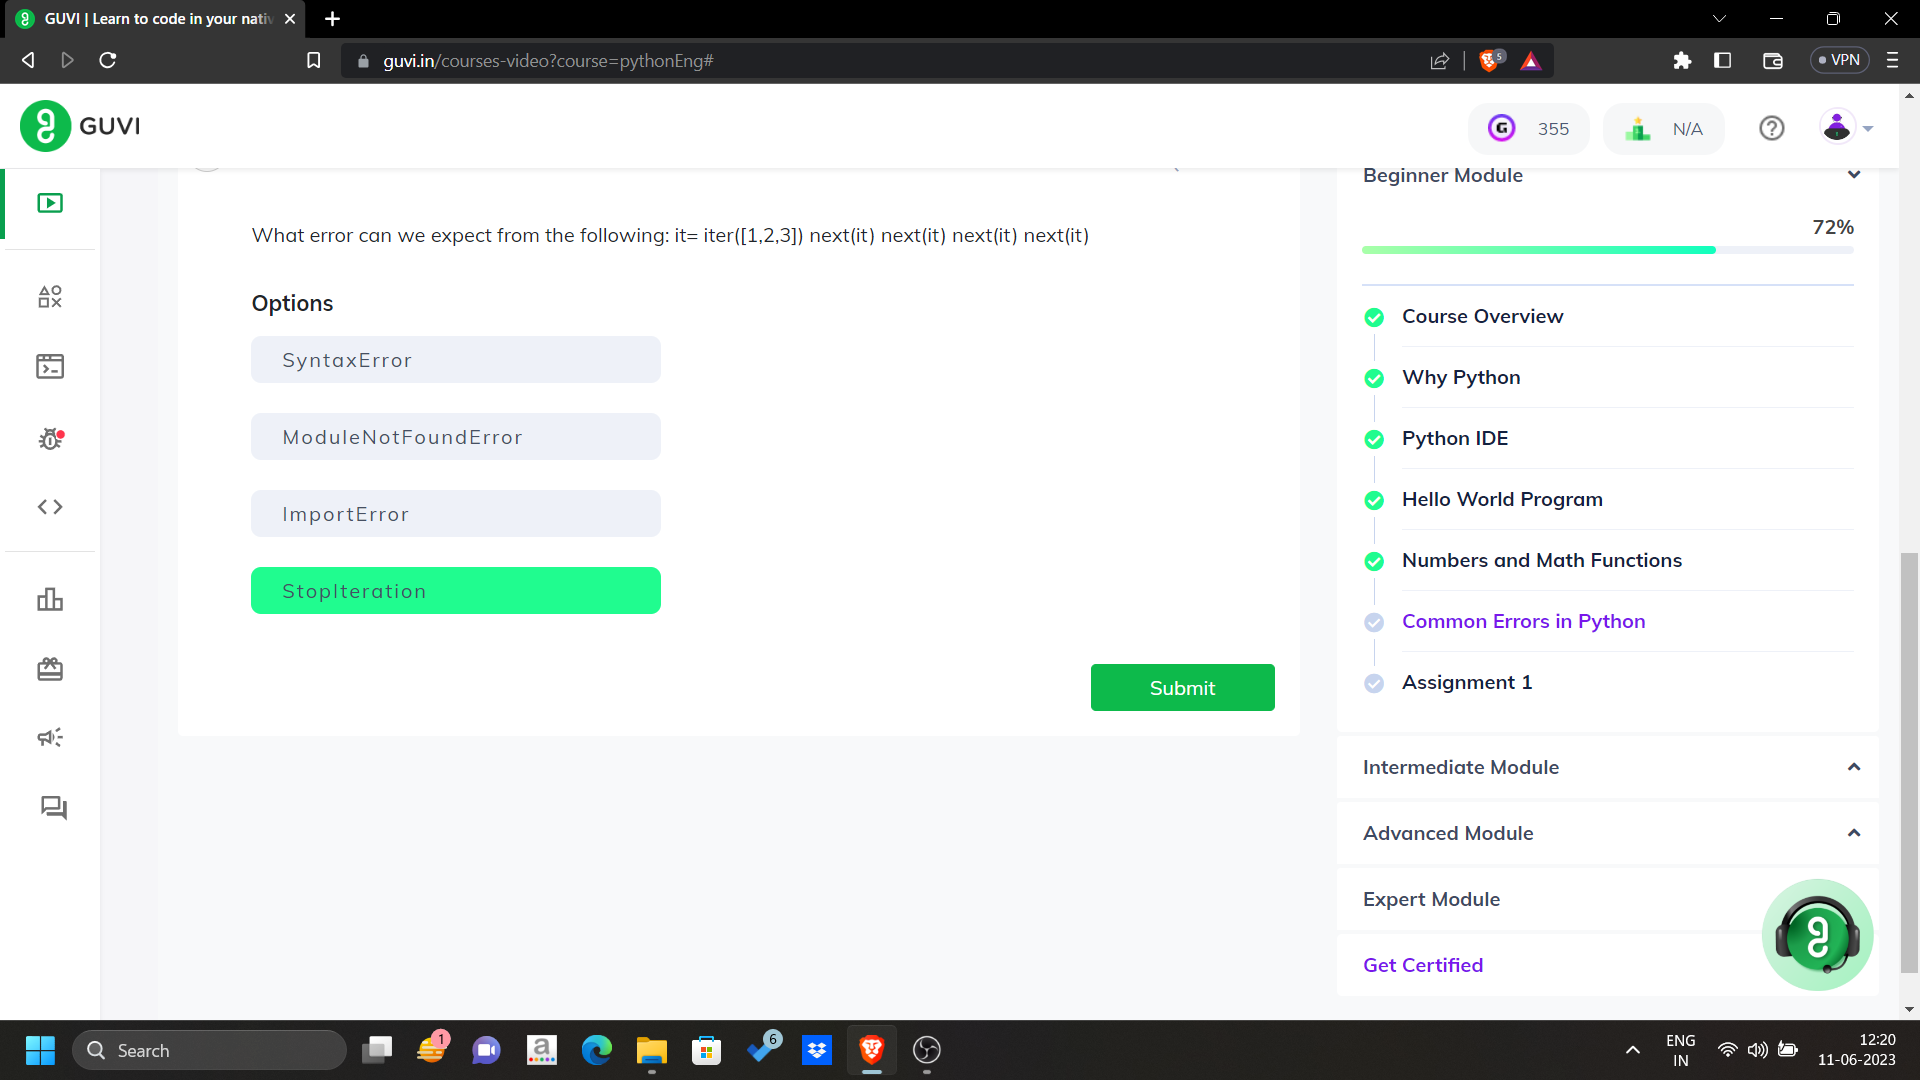 GUVI | Learn to code in your nativ
guvi.in/courses-video?course=pythonEng#
5
VPN
GUVI
355
N/A
Beginner Module
72%
What error can we expect from the following: it= iter([1,2,3]) next(it) next(it) next(it) next(it)
Options
SyntaxError
ModuleNotFoundError
ImportError
StopIteration
Submit
Course Overview
Why Python
Python IDE
Hello World Program
Numbers and Math Functions
Common Errors in Python
Assignment 1
Intermediate Module
Advanced Module
Expert Module
Get Certified
Search
1
a
6
ENG
IN
12:20
11-06-2023